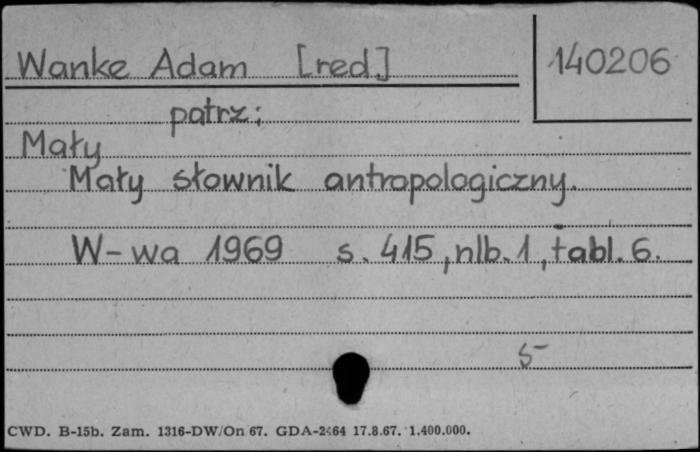 Wanke Adam [red] 140206
patrz:
Mały
Mały słownik antropologiczny.
W-wa 1969 s. 415, nlb. 1, tabl. 6.
5
CWD. B-15b. Zam. 1316-DW/On 67. GDA-2464 17.8.67. 1.400.000.